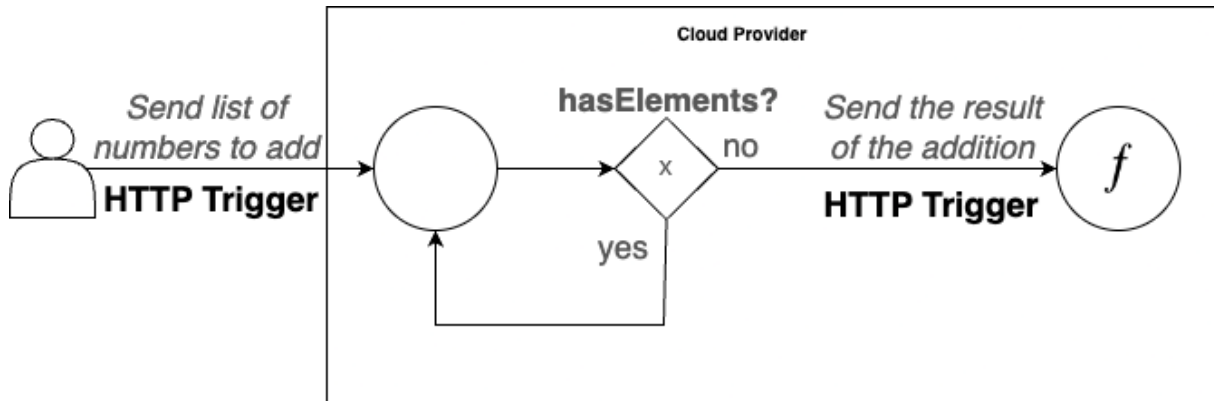 Cloud Provider
Send list of
numbers to add
HTTP Trigger
hasElements?
x
no
yes
Send the result
of the addition
HTTP Trigger
f